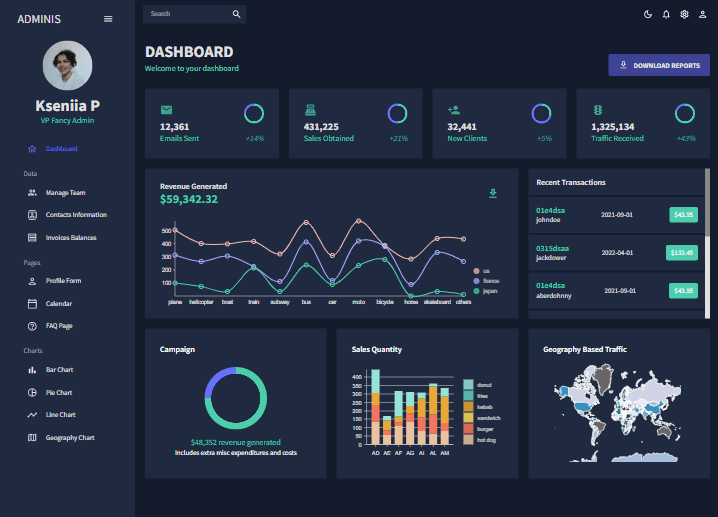 ADMINIS
Search
Kseniia P
VP Fancy Admin
Dashboard
Data
Manage Team
Contacts Information
Invoices Balances
Pages
Profile Form
Calendar
FAQ Page
Charts
Bar Chart
Pie Chart
Line Chart
Geography Chart
DASHBOARD
Welcome to your dashboard
DOWNLOAD REPORTS
12,361
Emails Sent +14%
431,225
Sales Obtained +21%
32,441
New Clients +5%
1,325,134
Traffic Received +43%
Revenue Generated
$59,342.32
500
400
300
200
100
plane helicopter boat train subway bus car moto bicycle horse skateboard others
us
france
japan
Recent Transactions
01e4dsa
johndoe
2021-09-01
$43.95
0315dsaa
jackdower
2022-04-01
$133.45
01e4dsa
aberdohnny
2021-09-01
$43.95
Campaign
$48,352 revenue generated
Includes extra misc expenditures and costs
Sales Quantity
400
350
300
250
200
150
100
50
0
AD AE AF AG AI AL AM
donut
fries
kebab
sandwich
burger
hot dog
Geography Based Traffic